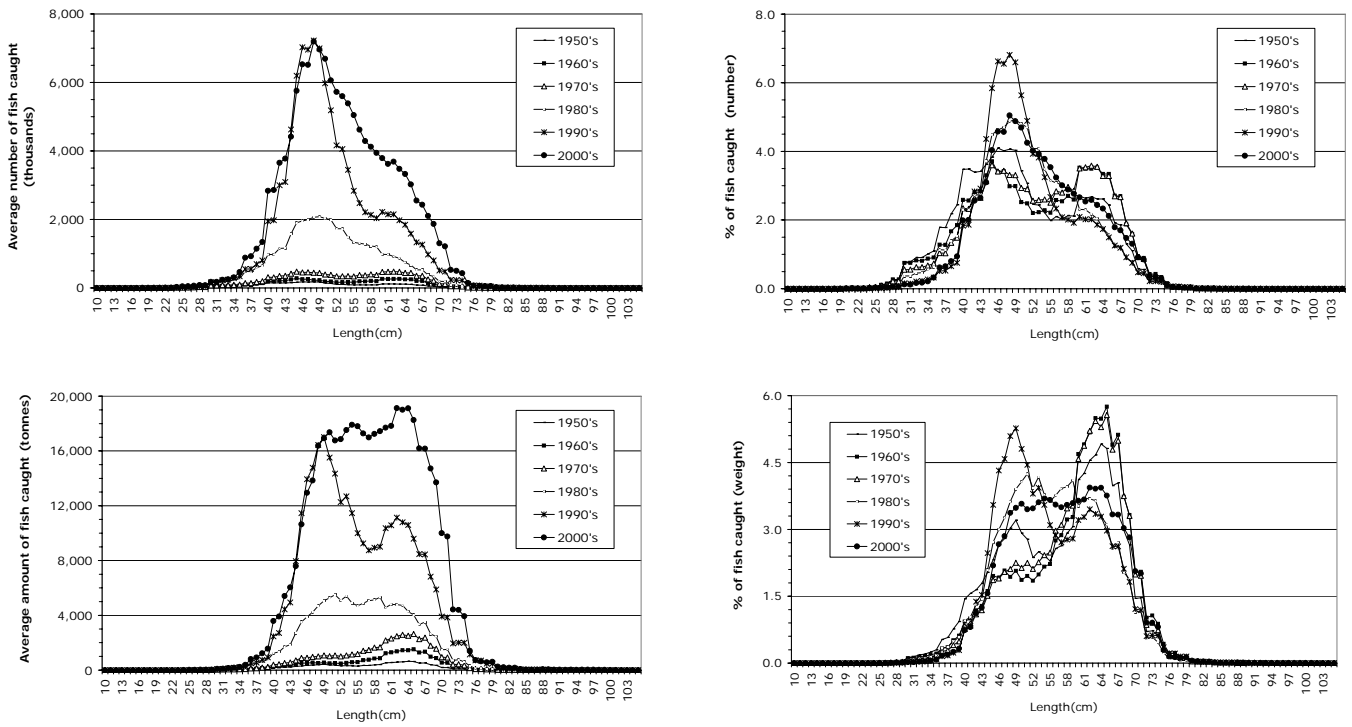 Average number of fish caught
(thousands)
8,000
6,000
4,000
2,000
0
1950's
1960's
1970's
1980's
1990's
2000's
10 13 16 19 22 25 28 31 34 37 40 43 46 49 52 55 58 61 64 67 70 73 76 79 82 85 88 91 94 97 100 103
Length(cm)
% of fish caught (number)
8.0
6.0
4.0
2.0
0.0
1950's
1960's
1970's
1980's
1990's
2000's
10 13 16 19 22 25 28 31 34 37 40 43 46 49 52 55 58 61 64 67 70 73 76 79 82 85 88 91 94 97 100 103
Length(cm)
Average amount of fish caught (tonnes)
20,000
16,000
12,000
8,000
4,000
0
1950's
1960's
1970's
1980's
1990's
2000's
10 13 16 19 22 25 28 31 34 37 40 43 46 49 52 55 58 61 64 67 70 73 76 79 82 85 88 91 94 97 100 103
Length(cm)
% of fish caught (weight)
6.0
4.5
3.0
1.5
0.0
1950's
1960's
1970's
1980's
1990's
2000's
10 13 16 19 22 25 28 31 34 37 40 43 46 49 52 55 58 61 64 67 70 73 76 79 82 85 88 91 94 97 100 103
Length(cm)